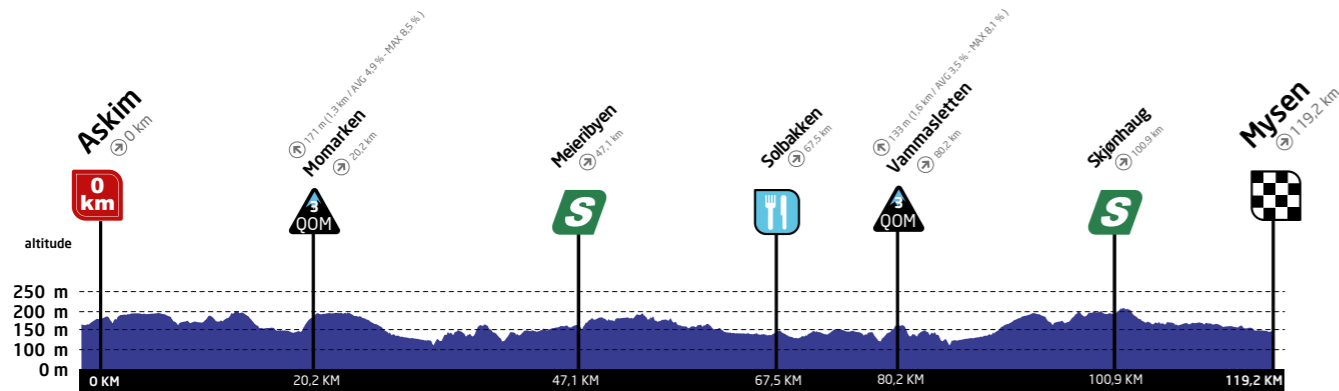 Askim
0 km
171 m (1,3 km / AVG 4,9 % - MAX 8,5 %)
Momarken
20,2 km
Meieribyen
47,1 km
Solbakken
67,5 km
133 m (1,6 km / AVG 3,5 % - MAX 8,1 %)
Vammasletten
80,2 km
Skjønhaug
100,9 km
Mysen
119,2 km
0
km
3
QOM
S
3
QOM
S
altitude
250 m
200 m
150 m
100 m
0 m
0 KM
20,2 KM
47,1 KM
67,5 KM
80,2 KM
100,9 KM
119,2 KM